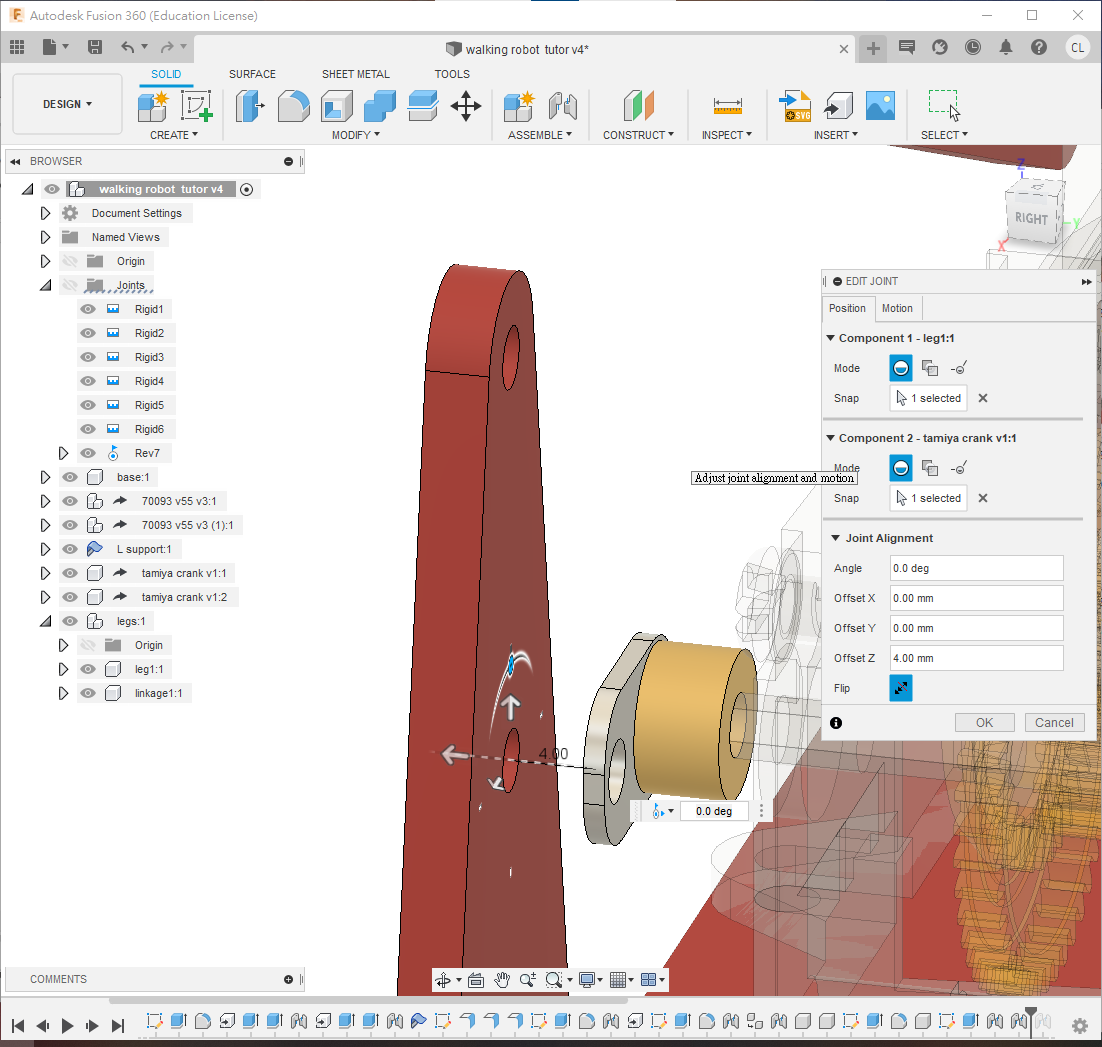 Autodesk Fusion 360 (Education License)
walking robot tutor v4*
CL
DESIGN
SOLID SURFACE SHEET METAL TOOLS
CREATE MODIFY ASSEMBLE CONSTRUCT INSPECT INSERT SELECT
SVG
BROWSER
walking robot tutor v4
Document Settings
Named Views
Origin
Joints
Rigid1
Rigid2
Rigid3
Rigid4
Rigid5
Rigid6
Rev7
base:1
70093 v55 v3:1
70093 v55 v3 (1):1
L support:1
tamiya crank v1:1
tamiya crank v1:2
legs:1
Origin
leg1:1
linkage1:1
Z
RIGHT
Y
X
EDIT JOINT
Position Motion
Component 1 - leg1:1
Mode
Snap 1 selected
Component 2 - tamiya crank v1:1
Mode
Adjust joint alignment and motion
Snap 1 selected
Joint Alignment
Angle 0.0 deg
Offset X 0.00 mm
Offset Y 0.00 mm
Offset Z 4.00 mm
Flip
OK Cancel
4.00
0.0 deg
COMMENTS